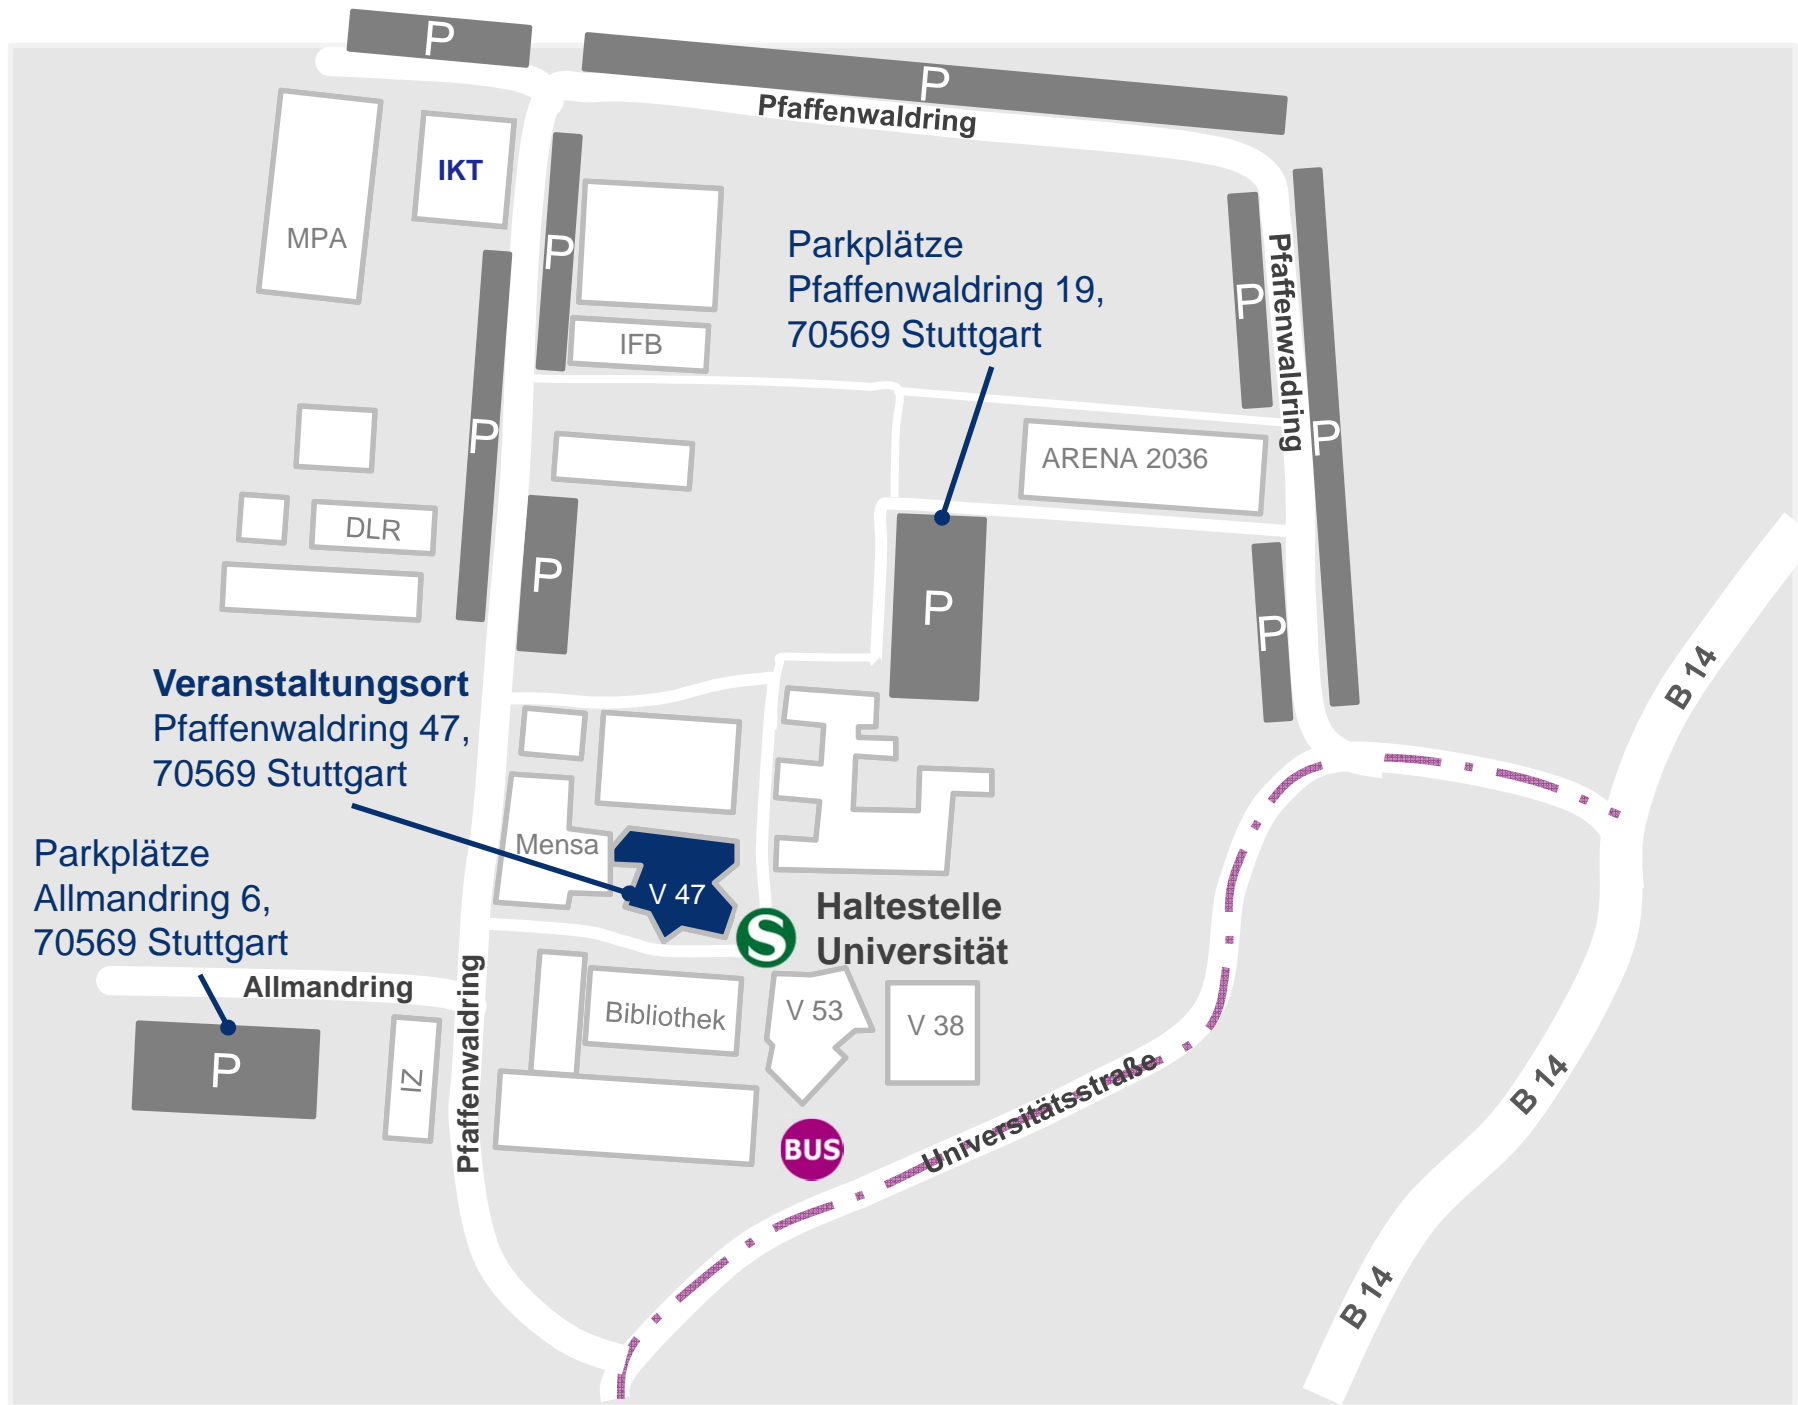 P
P
Pfaffenwaldring
IKT
MPA
P
Parkplätze
Pfaffenwaldring 19,
70569 Stuttgart
P
Pfaffenwaldring
IFB
P
P
ARENA 2036
DLR
P
P
P
Veranstaltungsort
Pfaffenwaldring 47,
70569 Stuttgart
B 14
Mensa
V 47
Parkplätze
Allmandring 6,
70569 Stuttgart
S
Haltestelle
Universität
Allmandring
Pfaffenwaldring
Bibliothek
V 53
V 38
P
IZ
BUS
Universitätsstraße
B 14
B 14